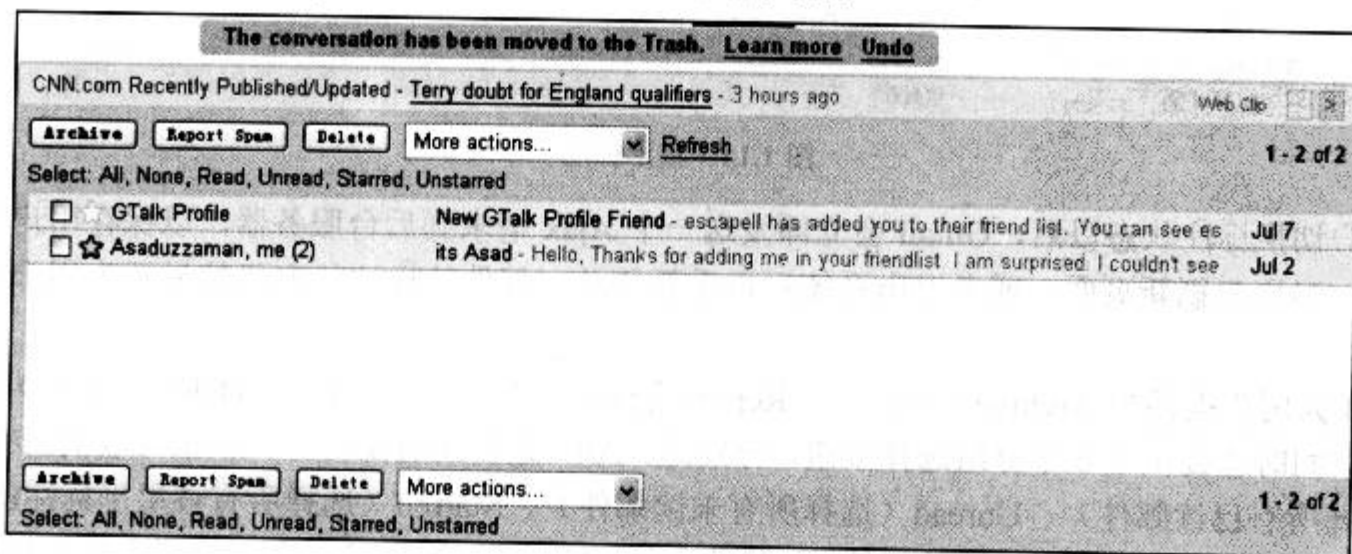 The conversation has been moved to the Trash. Learn more Undo
CNN.com Recently Published/Updated - Terry doubt for England qualifiers - 3 hours ago Web Clip
Archive Report Spam Delete More actions... Refresh 1 - 2 of 2
Select: All, None, Read, Unread, Starred, Unstarred
GTalk Profile New GTalk Profile Friend - escapell has added you to their friend list. You can see es Jul 7
Asaduzzaman, me (2) its Asad - Hello, Thanks for adding me in your friendlist. I am surprised. I couldn't see Jul 2
Archive Report Spam Delete More actions... 1 - 2 of 2
Select: All, None, Read, Unread, Starred, Unstarred